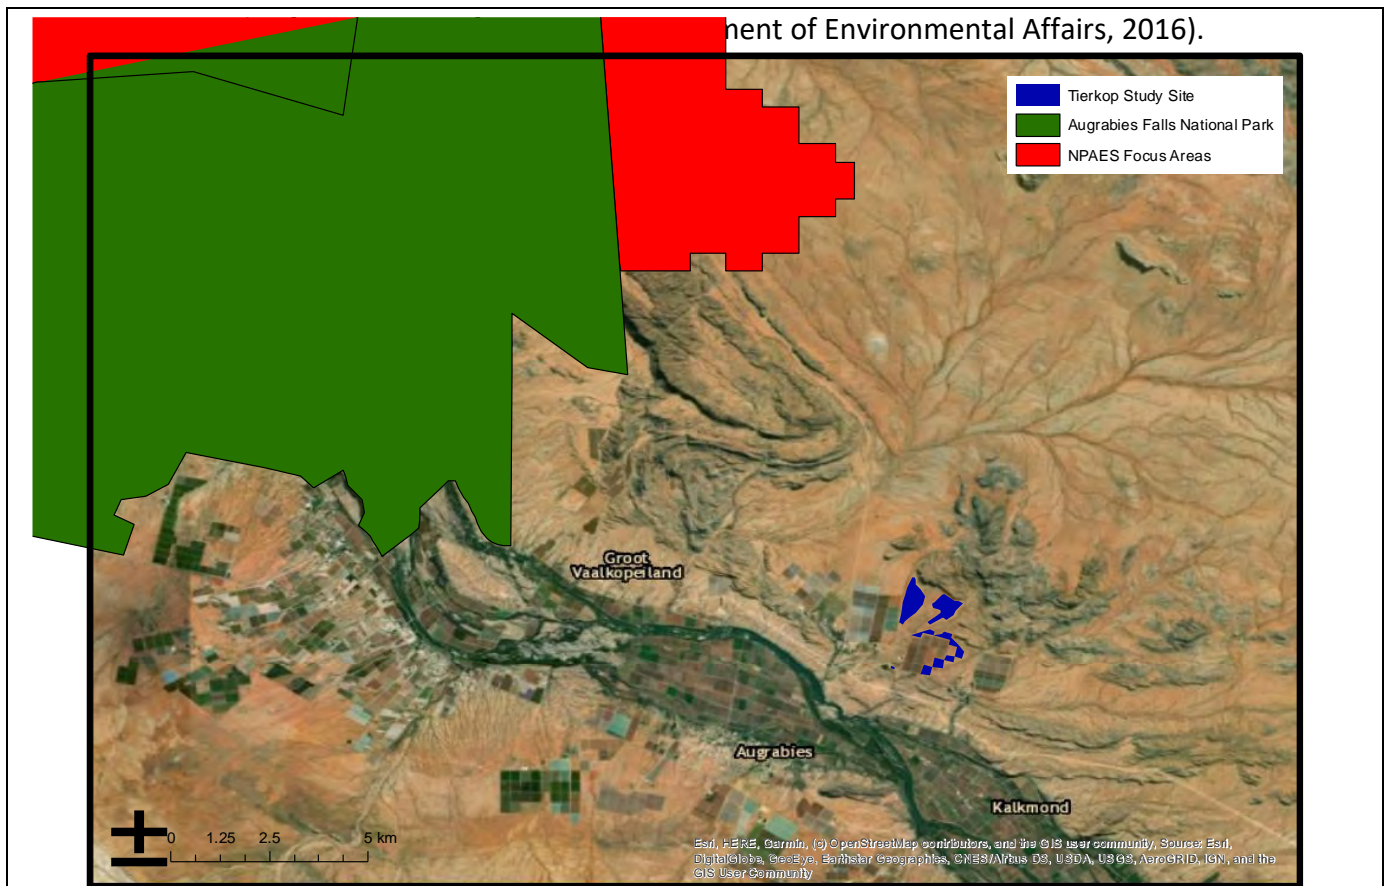 ment of Environmental Affairs, 2016).
Tierkop Study Site
Augrabies Falls National Park
NPAES Focus Areas
Groot
Vaalkopeiland
Augrabies
Kalkmond
0 1.25 2.5 5 km
Esri, HERE, Garmin, (c) OpenStreetMap contributors, and the GIS user community, Source: Esri,
DigitalGlobe, GeoEye, Earthstar Geographics, CNES/Airbus DS, USDA, USGS, AeroGRID, IGN, and the
GIS User Community